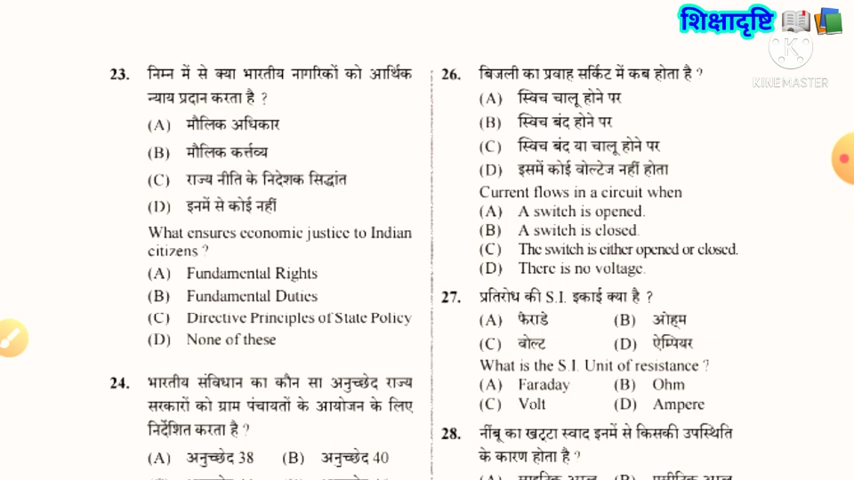 शिक्षादृष्टि
KINEMASTER
23. निम्न में से क्या भारतीय नागरिकों को आर्थिक
न्याय प्रदान करता है ?
(A) मौलिक अधिकार
(B) मौलिक कर्त्तव्य
(C) राज्य नीति के निदेशक सिद्धांत
(D) इनमें से कोई नहीं
What ensures economic justice to Indian
citizens ?
(A) Fundamental Rights
(B) Fundamental Duties
(C) Directive Principles of State Policy
(D) None of these
24. भारतीय संविधान का कौन सा अनुच्छेद राज्य
सरकारों को ग्राम पंचायतों के आयोजन के लिए
निर्देशित करता है ?
(A) अनुच्छेद 38 (B) अनुच्छेद 40
26. बिजली का प्रवाह सर्किट में कब होता है ?
(A) स्विच चालू होने पर
(B) स्विच बंद होने पर
(C) स्विच बंद या चालू होने पर
(D) इसमें कोई वोल्टेज नहीं होता
Current flows in a circuit when
(A) A switch is opened.
(B) A switch is closed.
(C) The switch is either opened or closed.
(D) There is no voltage.
27. प्रतिरोध की S.I. इकाई क्या है ?
(A) फैराडे (B) ओह्म
(C) वोल्ट (D) ऐम्पियर
What is the S.I. Unit of resistance ?
(A) Faraday (B) Ohm
(C) Volt (D) Ampere
28. नींबू का खट्टा स्वाद इनमें से किसकी उपस्थिति
के कारण होता है ?